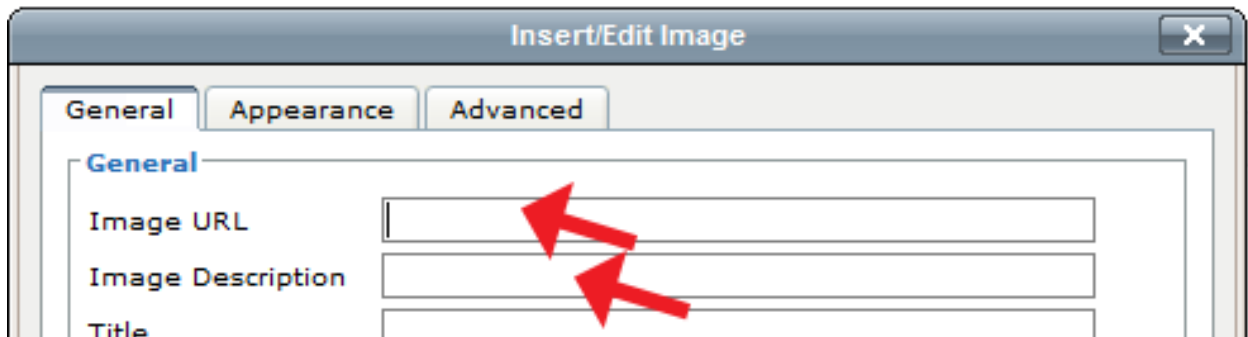 Insert/Edit Image
General Appearance Advanced
General
Image URL
Image Description
Title